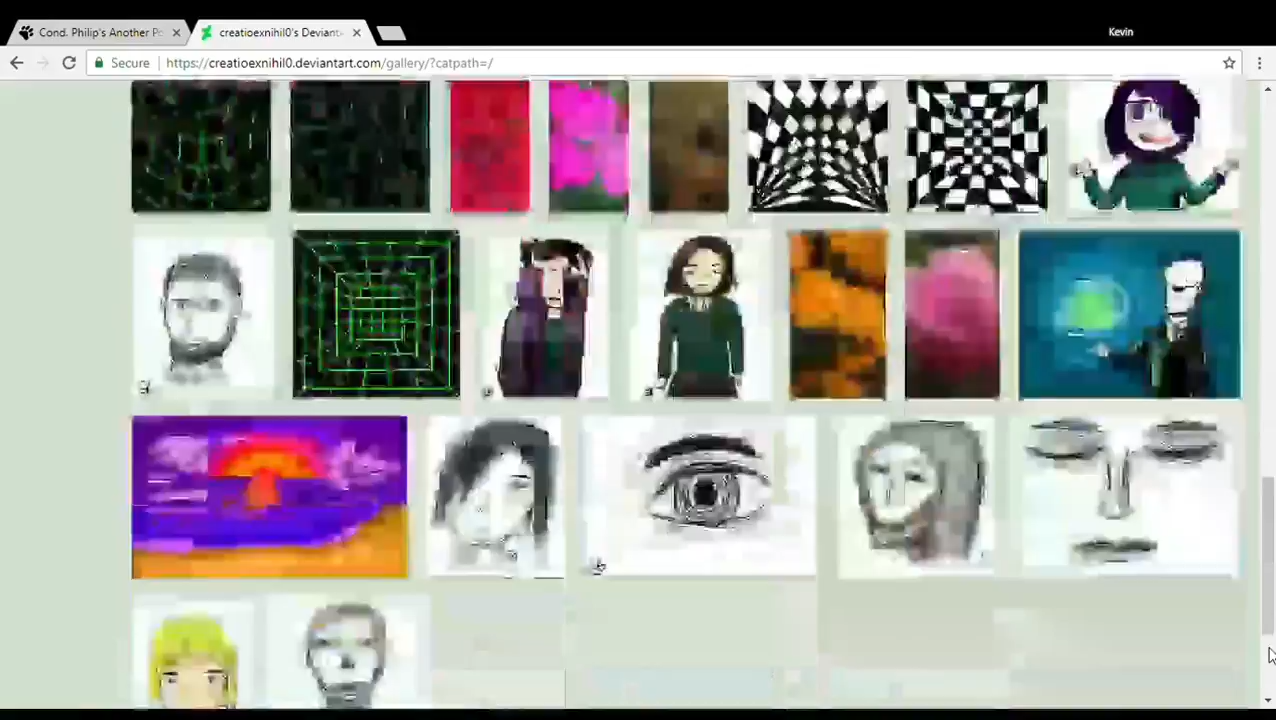 Cond. Philip's Another Po
creatioexnihil0's Deviant
Kevin
Secure
https://creatioexnihil0.deviantart.com/gallery/?catpath=/